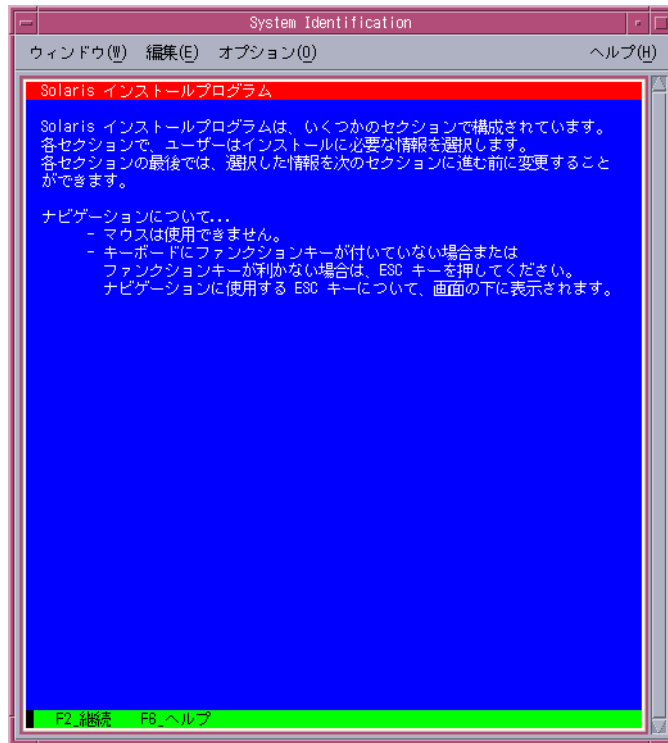 System Identification
ウィンドウ(W) 編集(E) オプション(O) ヘルプ(H)
Solaris インストールプログラム
Solaris インストールプログラムは、いくつかのセクションで構成されています。
各セクションで、ユーザーはインストールに必要な情報を選択します。
各セクションの最後では、選択した情報を次のセクションに進む前に変更すること
ができます。
ナビゲーションについて...
- マウスは使用できません。
- キーボードにファンクションキーが付いていない場合または
ファンクションキーが利かない場合は、ESC キーを押してください。
ナビゲーションに使用する ESC キーについて、画面の下に表示されます。
F2_継続 F6_ヘルプ